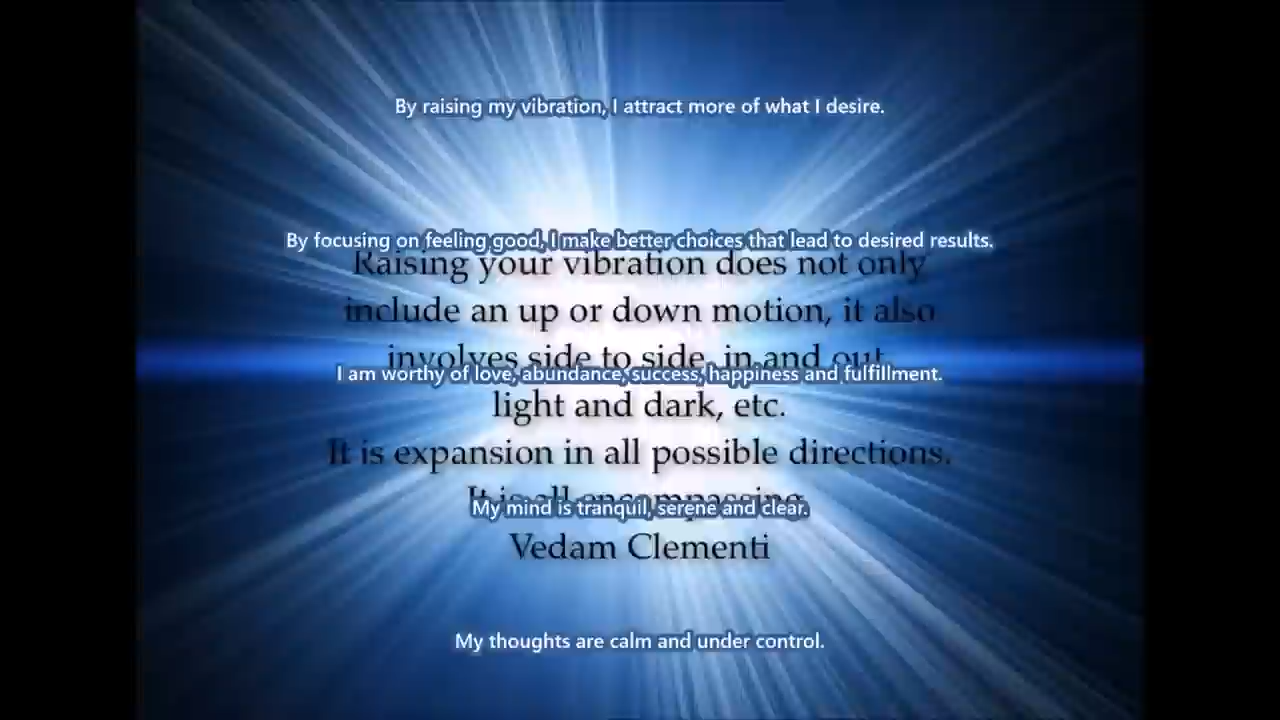 By raising my vibration, I attract more of what I desire.
By focusing on feeling good, I make better choices that lead to desired results.
Raising your vibration does not only
include an up or down motion, it also
involves side to side, in and out,
I am worthy of love, abundance, success, happiness and fulfillment.
light and dark, etc.
It is expansion in all possible directions.
It is all encompassing.
My mind is tranquil, serene and clear.
Vedam Clementi
My thoughts are calm and under control.